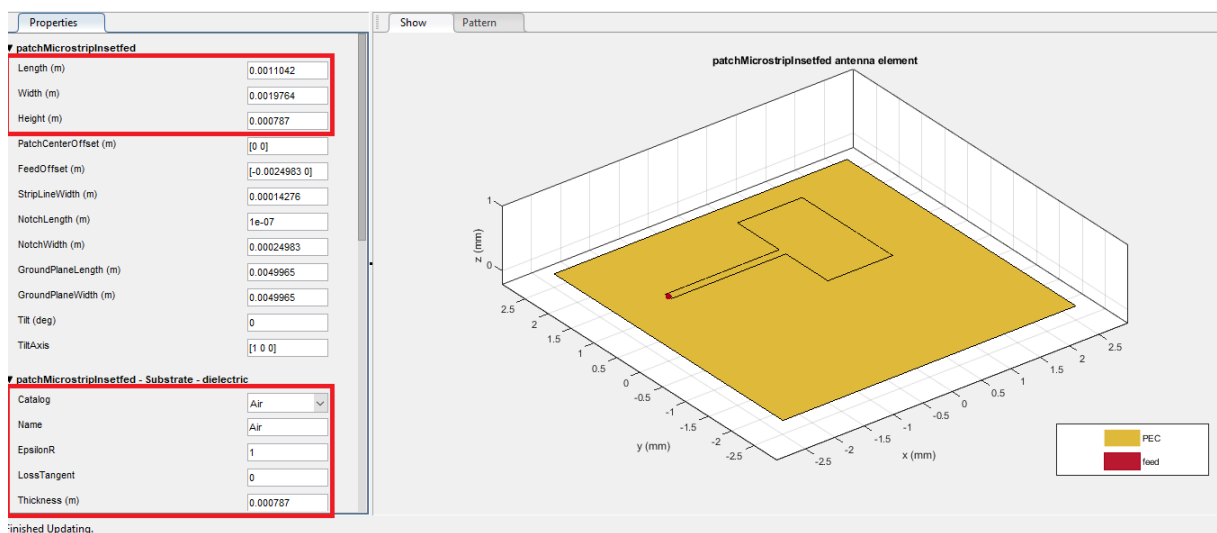 Properties
▼ patchMicrostripInsetfed
Length (m) 0.0011042
Width (m) 0.0019764
Height (m) 0.000787
PatchCenterOffset (m) [0 0]
FeedOffset (m) [-0.0024983 0]
StripLineWidth (m) 0.00014276
NotchLength (m) 1e-07
NotchWidth (m) 0.00024983
GroundPlaneLength (m) 0.0049965
GroundPlaneWidth (m) 0.0049965
Tilt (deg) 0
TiltAxis [1 0 0]
▼ patchMicrostripInsetfed - Substrate - dielectric
Catalog Air
Name Air
EpsilonR 1
LossTangent 0
Thickness (m) 0.000787
Finished Updating.
Show Pattern
patchMicrostripInsetfed antenna element
z (mm)
1
0
y (mm)
2.5
2
1.5
1
0.5
0
-0.5
-1
-1.5
-2
-2.5
x (mm)
-2.5
-2
-1.5
-1
-0.5
0
0.5
1
1.5
2
2.5
PEC
feed